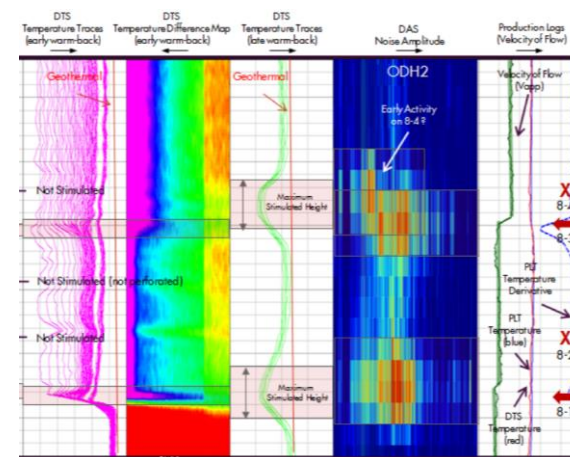 DTS
Temperature Traces
(early warm-back)
DTS
Temperature Difference Map
(early warm-back)
DTS
Temperature Traces
(late warm-back)
DAS
Noise Amplitude
Production Logs
(Velocity of Flow)
Geothermal
Geothermal
ODH2
Velocity of Flow
(Vapp)
Early Activity
on 8-4?
Not Stimulated
Maximum
Stimulated Height
X
8-4
8-3
Not Stimulated (not perforated)
PLT
Temperature
Derivative
PLT
Temperature
(blue)
Not Stimulated
X
8-2
Maximum
Stimulated Height
8-1
DTS
Temperature
(red)